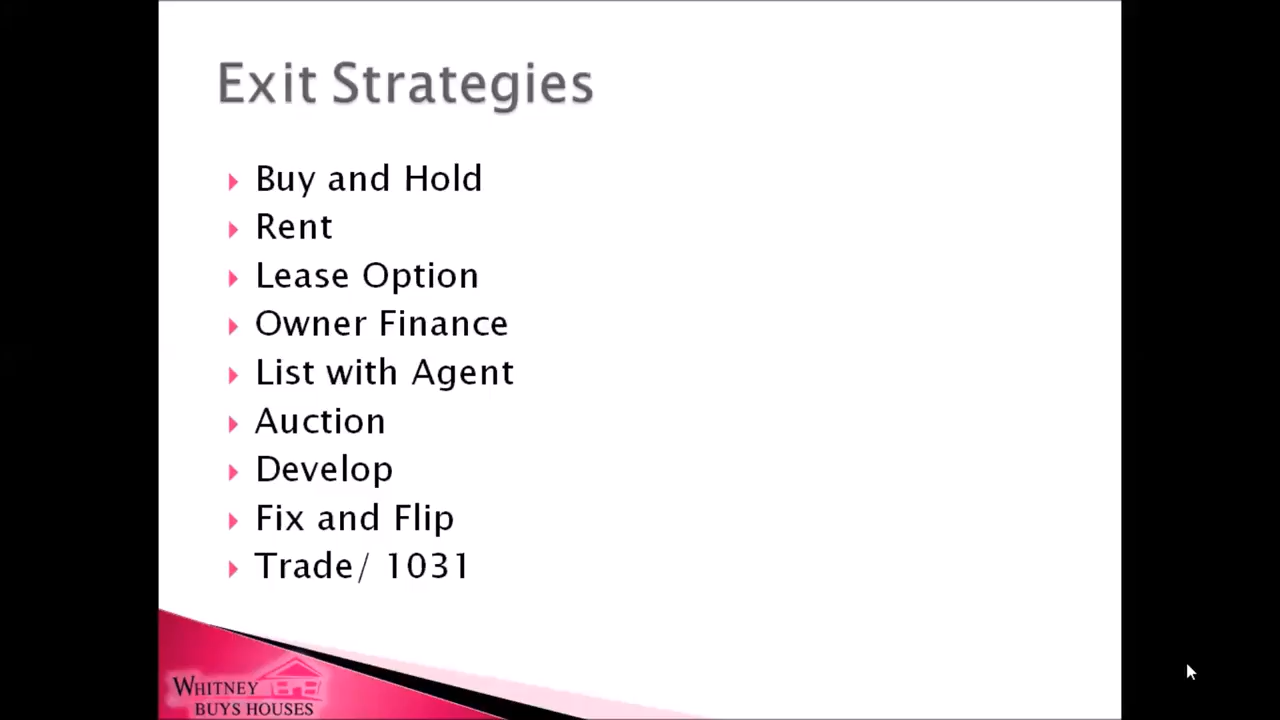 Exit Strategies
Buy and Hold
Rent
Lease Option
Owner Finance
List with Agent
Auction
Develop
Fix and Flip
Trade/ 1031
WHITNEY
BUYS HOUSES